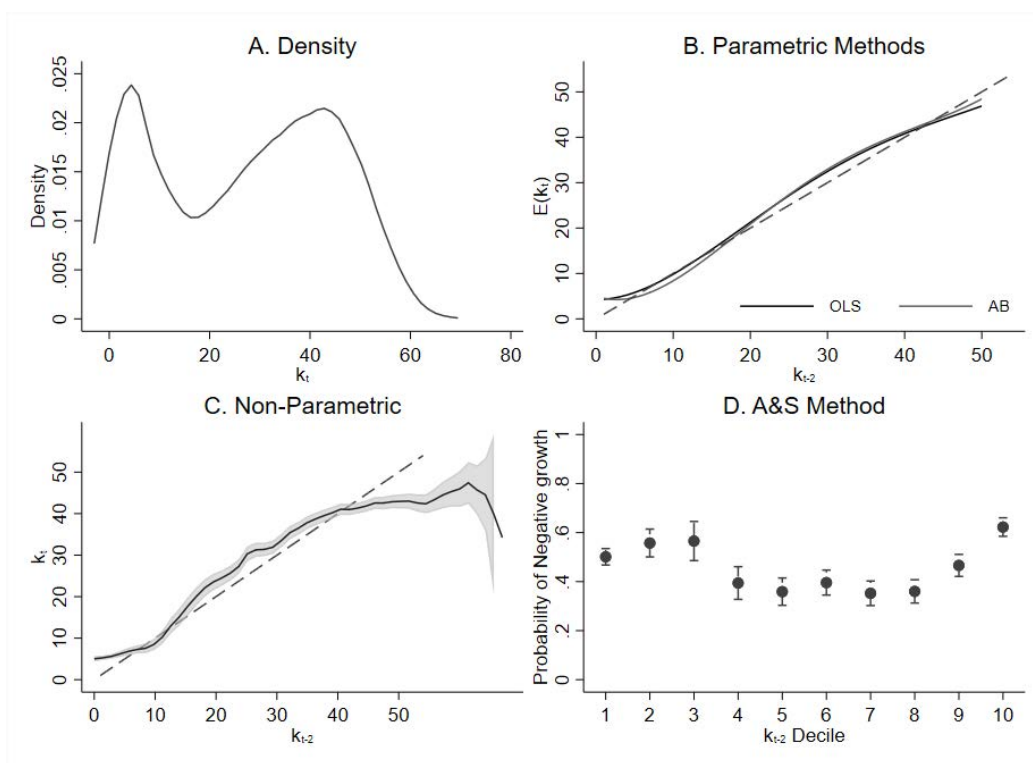 A. Density
Density
0 .005 .01 .015 .02 .025
0 20 40 60 80
kₜ
B. Parametric Methods
E(kₜ)
0 10 20 30 40 50
OLS AB
0 10 20 30 40 50
kₜ₋₂
C. Non-Parametric
kₜ
0 10 20 30 40 50
0 10 20 30 40 50
kₜ₋₂
D. A&S Method
Probability of Negative growth
0 .2 .4 .6 .8 1
1 2 3 4 5 6 7 8 9 10
kₜ₋₂ Decile